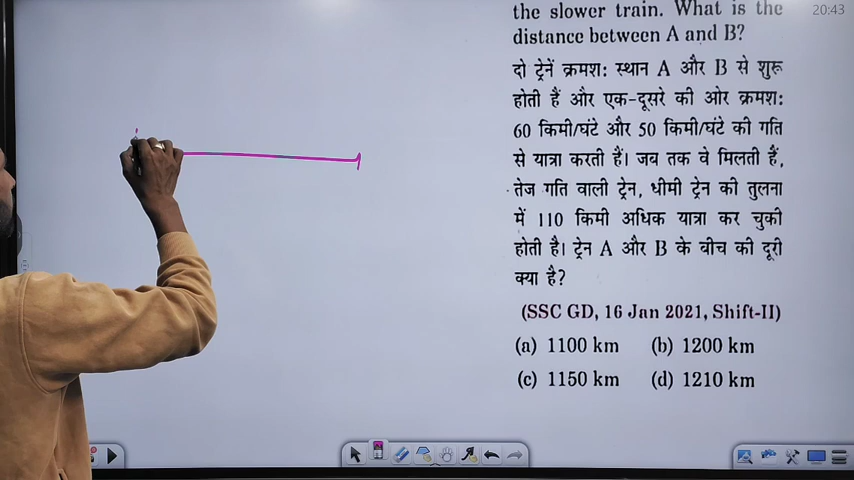 20:43
the slower train. What is the
distance between A and B?
दो ट्रेनें क्रमश: स्थान A और B से शुरू
होती हैं और एक-दूसरे की ओर क्रमश:
60 किमी/घंटे और 50 किमी/घंटे की गति
से यात्रा करती हैं। जब तक वे मिलती हैं,
तेज गति वाली ट्रेन, धीमी ट्रेन की तुलना
में 110 किमी अधिक यात्रा कर चुकी
होती है। ट्रेन A और B के बीच की दूरी
क्या है?
(SSC GD, 16 Jan 2021, Shift-II)
(a) 1100 km (b) 1200 km
(c) 1150 km (d) 1210 km